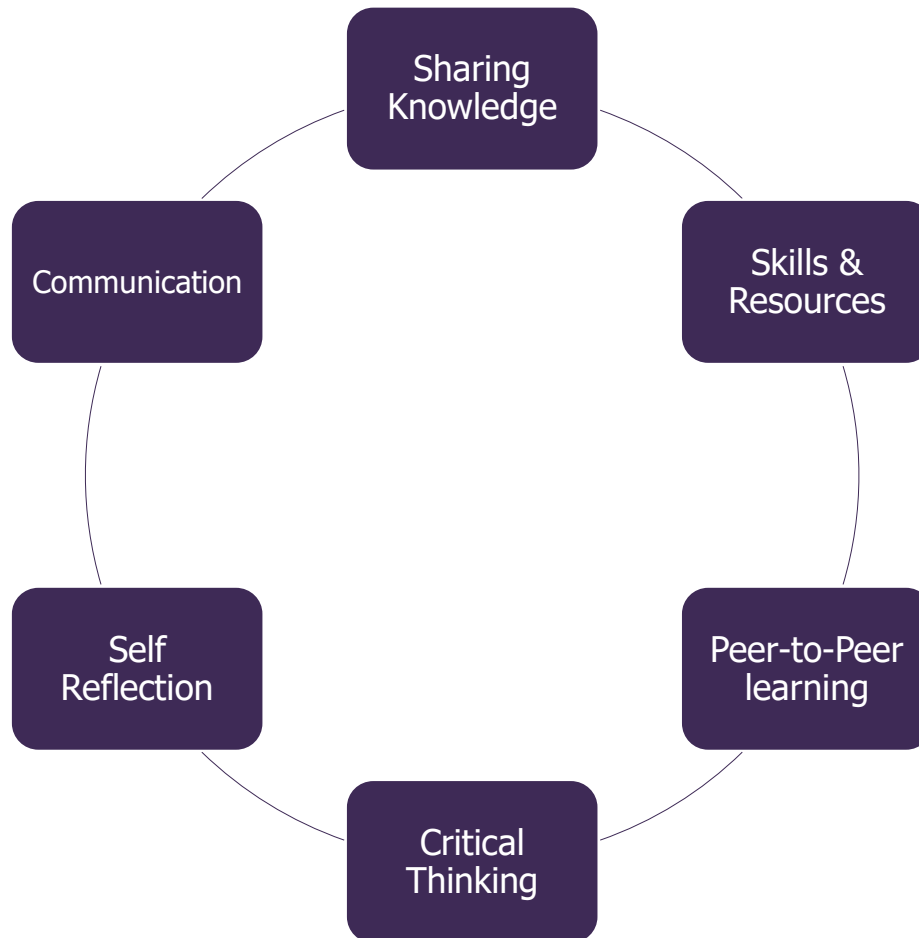 Sharing
Knowledge
Skills &
Resources
Peer-to-Peer
learning
Critical
Thinking
Self
Reflection
Communication